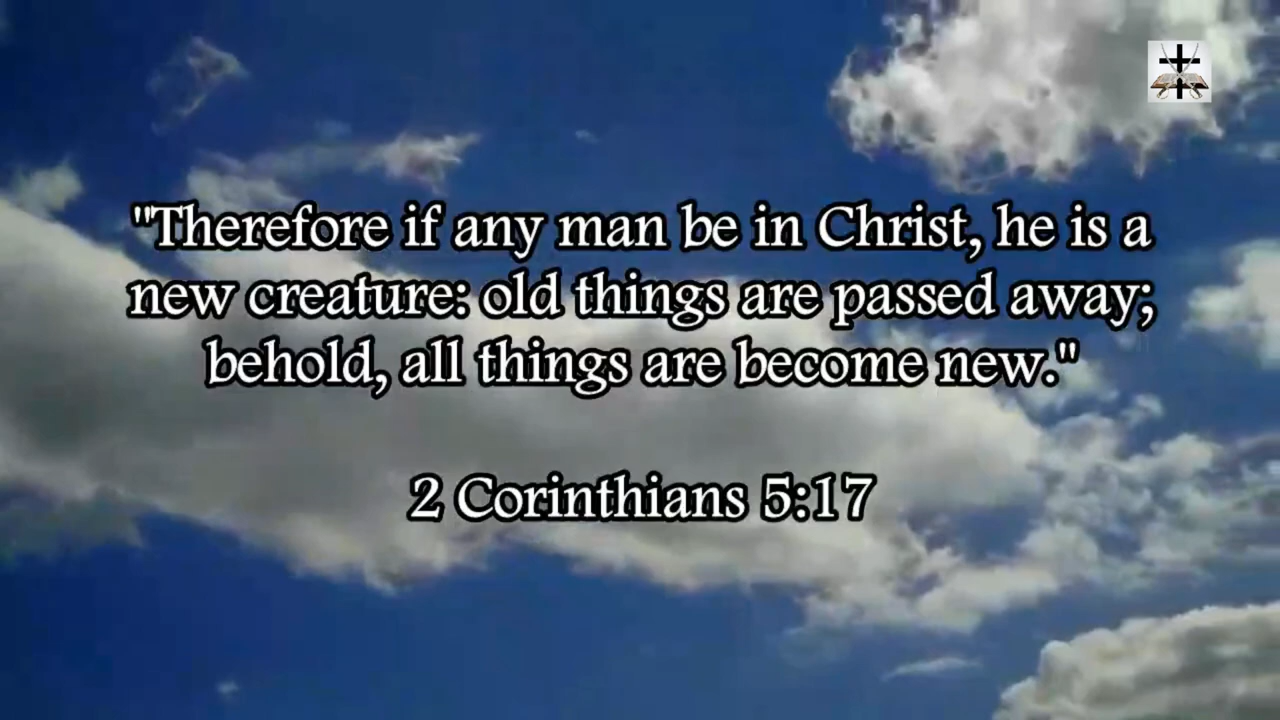 "Therefore if any man be in Christ, he is a
new creature: old things are passed away;
behold, all things are become new."
2 Corinthians 5:17